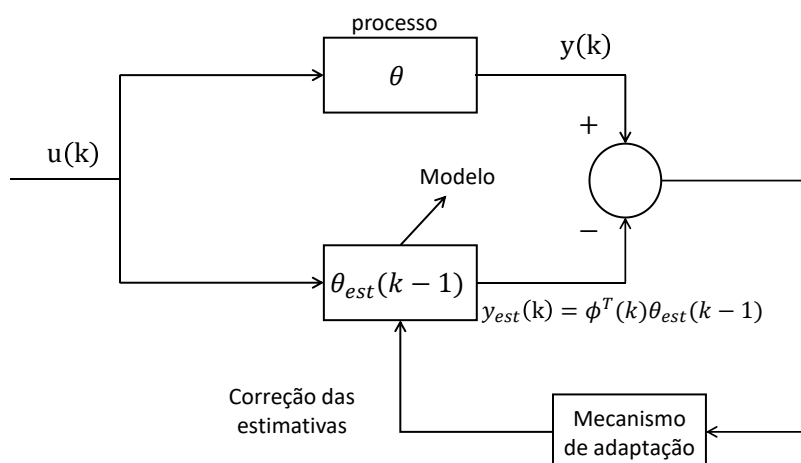 processo
θ
y(k)
+
u(k)
Modelo
−
θ_est(k − 1)
y_est(k) = ϕ^T(k)θ_est(k − 1)
Correção das
estimativas
Mecanismo
de adaptação